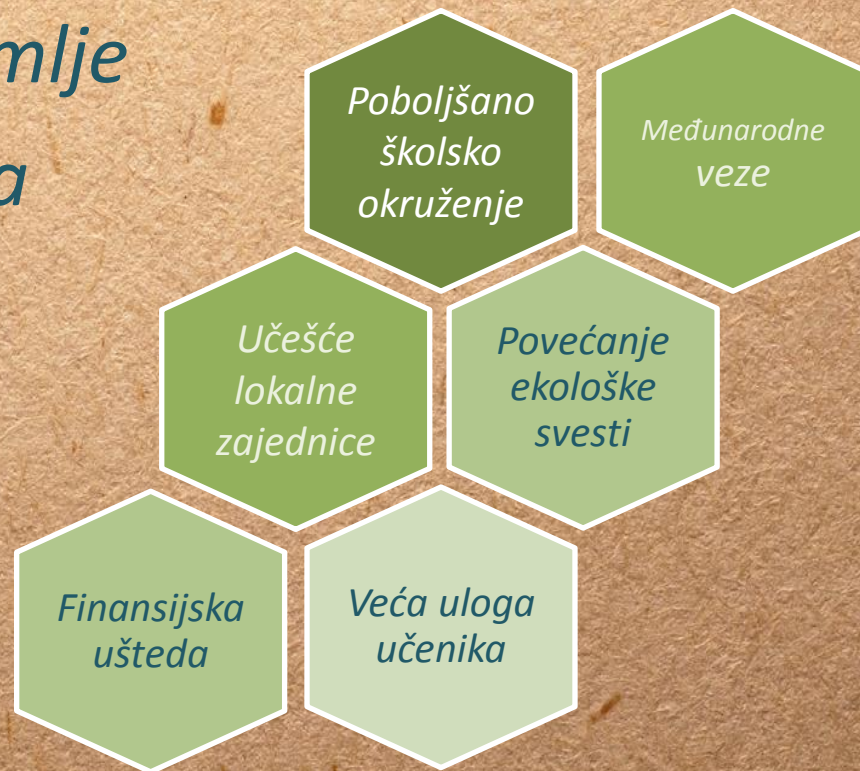 mlje
a
Poboljšano
školsko
okruženje
Međunarodne
veze
Učešće
lokalne
zajednice
Povećanje
ekološke
svesti
Finansijska
ušteda
Veća uloga
učenika